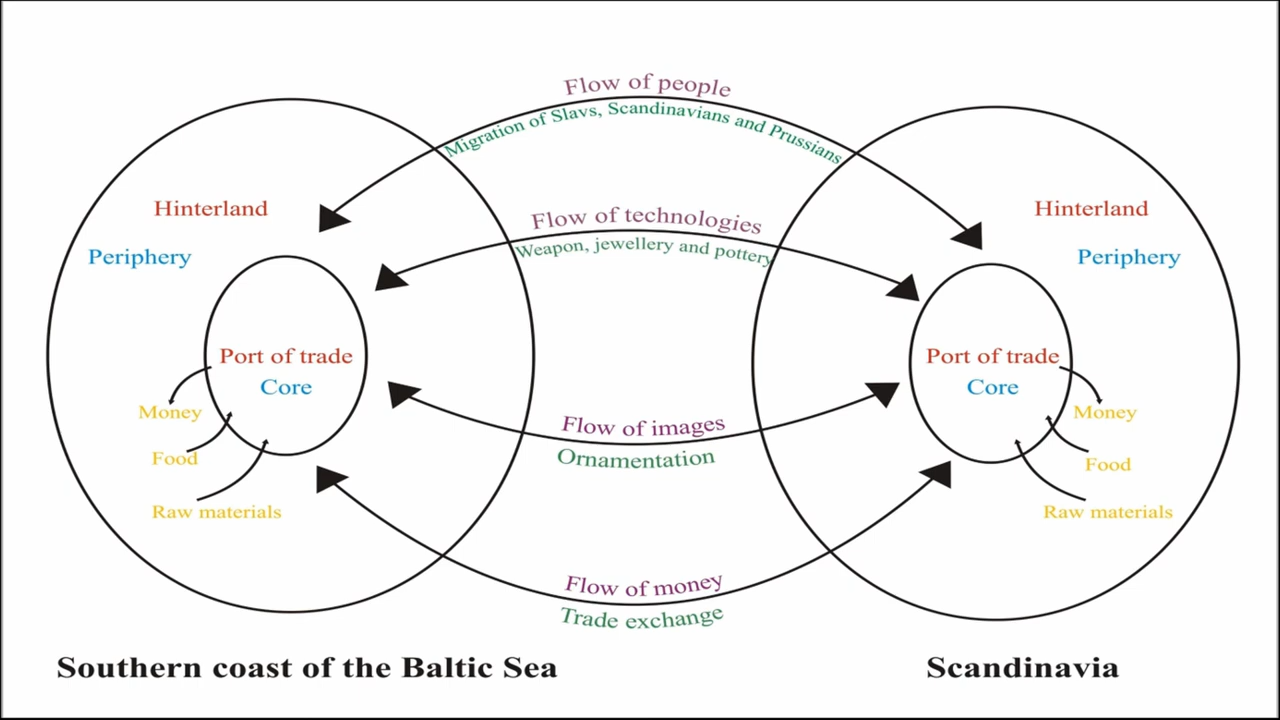 Flow of people
Migration of Slavs, Scandinavians and Prussians
Hinterland
Hinterland
Flow of technologies
Weapon, jewellery and pottery
Periphery
Periphery
Port of trade
Core
Port of trade
Core
Money
Money
Flow of images
Ornamentation
Food
Food
Raw materials
Raw materials
Flow of money
Trade exchange
Southern coast of the Baltic Sea
Scandinavia